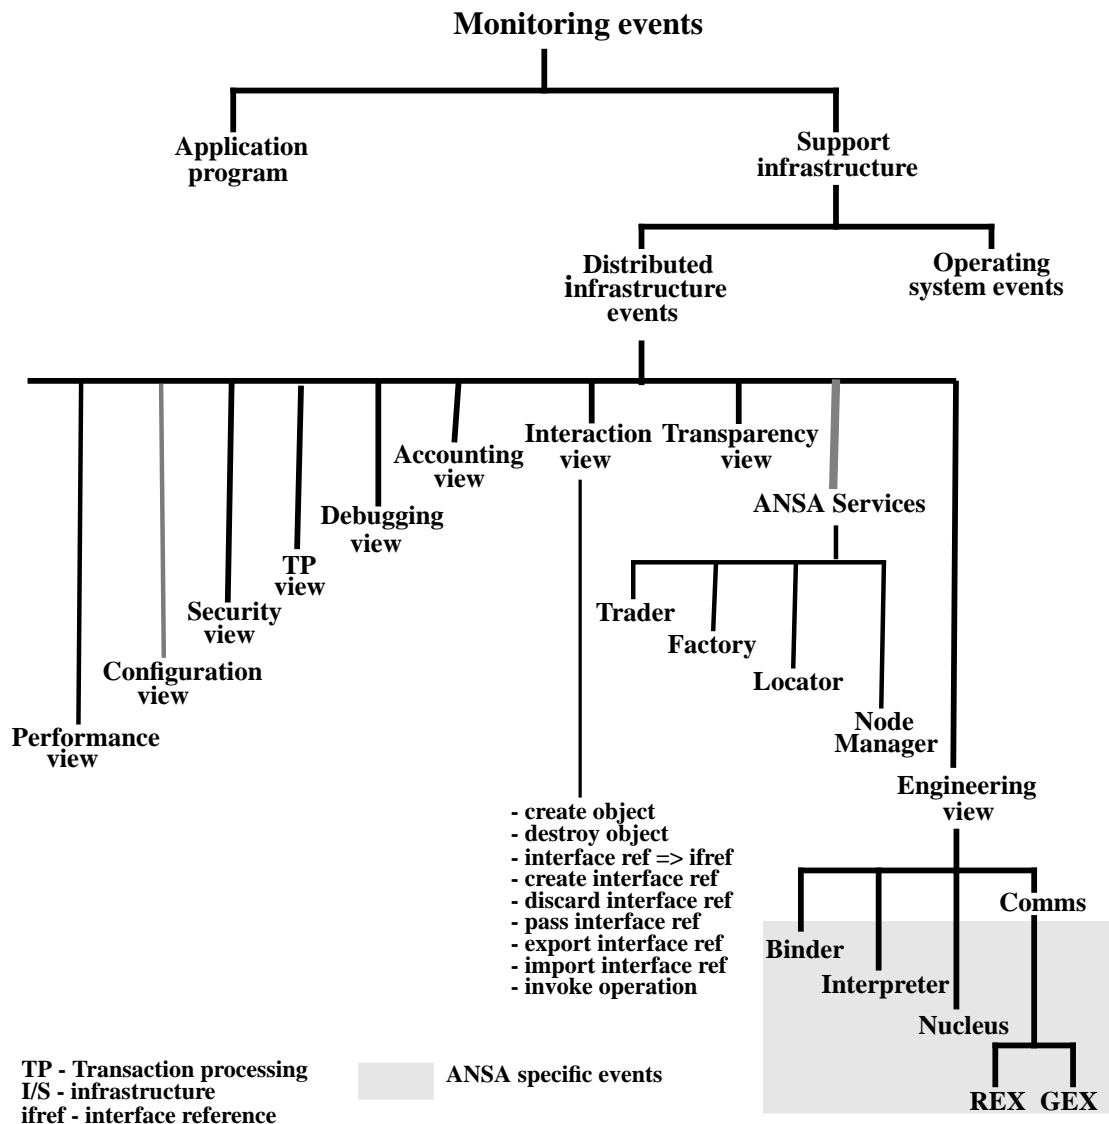 Monitoring events
Application
program
Support
infrastructure
Distributed
infrastructure
events
Operating
system events
Interaction
view
Transparency
view
Accounting
view
ANSA Services
Debugging
view
TP
view
Security
view
Trader
Factory
Configuration
view
Locator
Performance
view
Node
Manager
Engineering
view
- create object
- destroy object
- interface ref => ifref
- create interface ref
- discard interface ref
- pass interface ref
- export interface ref
- import interface ref
- invoke operation
Comms
Binder
Interpreter
Nucleus
REX GEX
TP - Transaction processing
I/S - infrastructure
ifref - interface reference
ANSA specific events